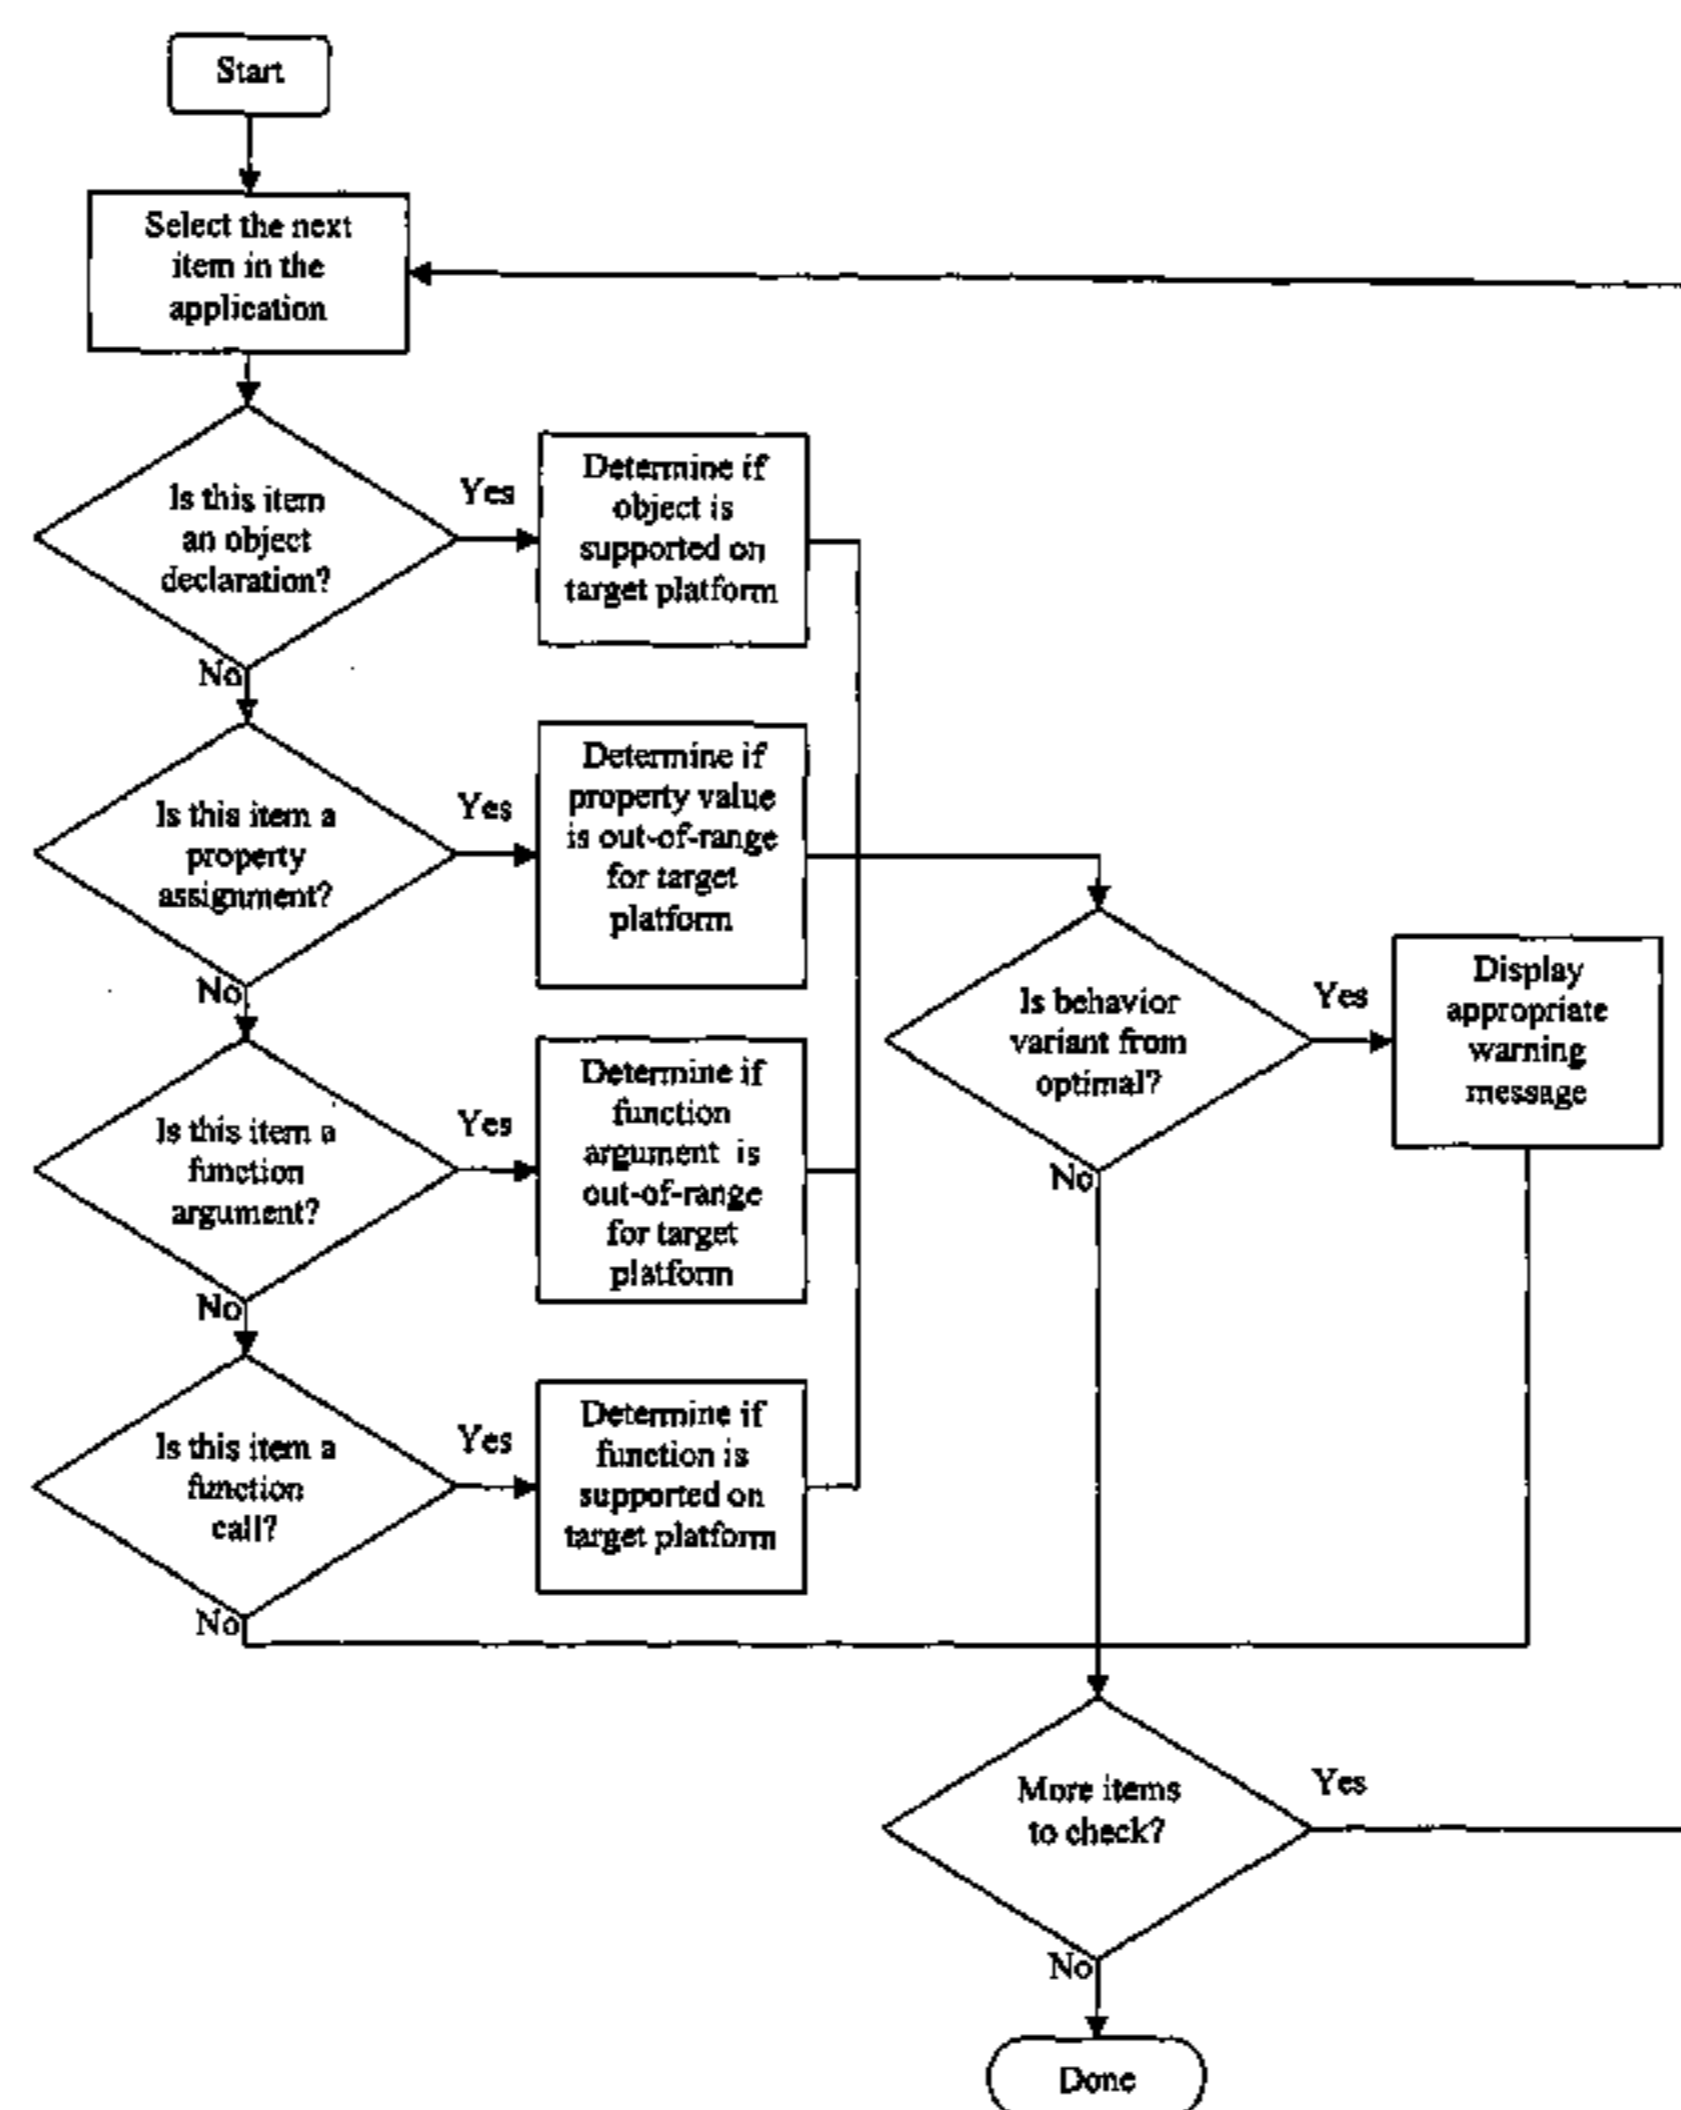 Start
Select the next
item in the
application
Is this item
an object
declaration?
Yes
Determine if
object is
supported on
target platform
No
Is this item a
property
assignment?
Yes
Determine if
property value
is out-of-range
for target
platform
No
Is this item a
function
argument?
Yes
Determine if
function
argument is
out-of-range
for target
platform
No
Is this item a
function
call?
Yes
Determine if
function is
supported on
target platform
No
Is behavior
variant from
optimal?
Yes
Display
appropriate
warning
message
No
More items
to check?
Yes
No
Done